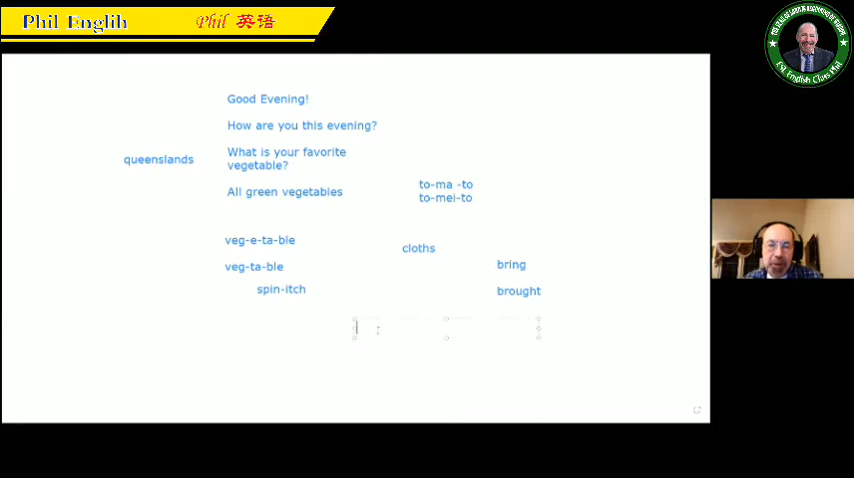 Phil Englih
Phil 英语
ESL English Class Phil
Good Evening!
How are you this evening?
What is your favorite
vegetable?
queenslands
All green vegetables
to-ma -to
to-mei-to
veg-e-ta-ble
cloths
veg-ta-ble
bring
spin-itch
brought